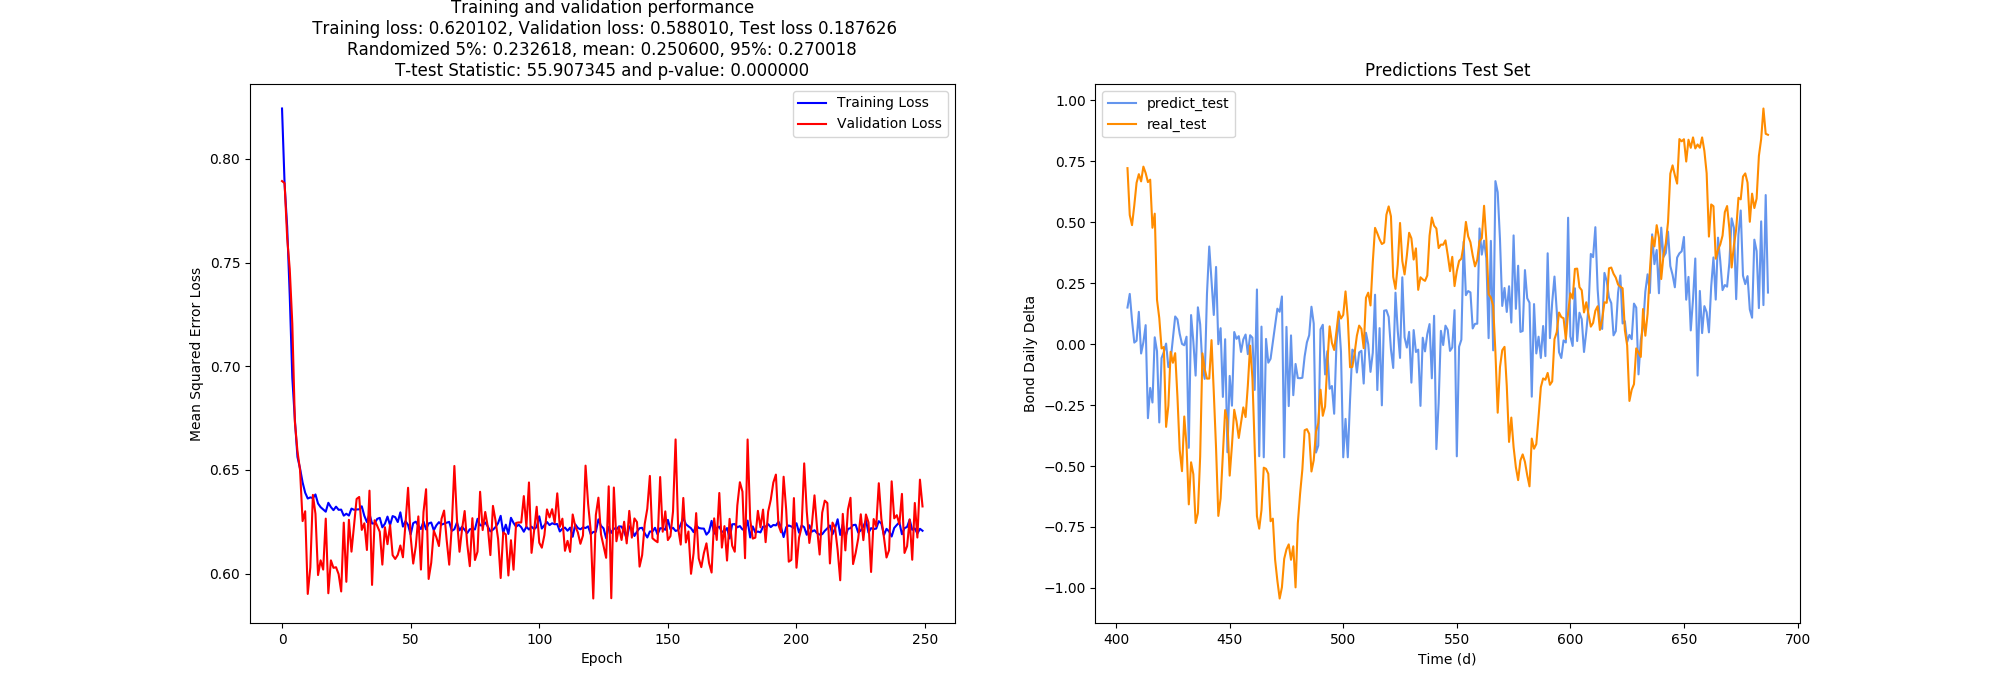 Training and validation performance
Training loss: 0.620102, Validation loss: 0.588010, Test loss 0.187626
Randomized 5%: 0.232618, mean: 0.250600, 95%: 0.270018
T-test Statistic: 55.907345 and p-value: 0.000000
Training Loss
Validation Loss
Mean Squared Error Loss
0.80
0.75
0.70
0.65
0.60
0
50
100
150
200
250
Epoch
Predictions Test Set
predict_test
real_test
Bond Daily Delta
1.00
0.75
0.50
0.25
0.00
−0.25
−0.50
−0.75
−1.00
400
450
500
550
600
650
700
Time (d)